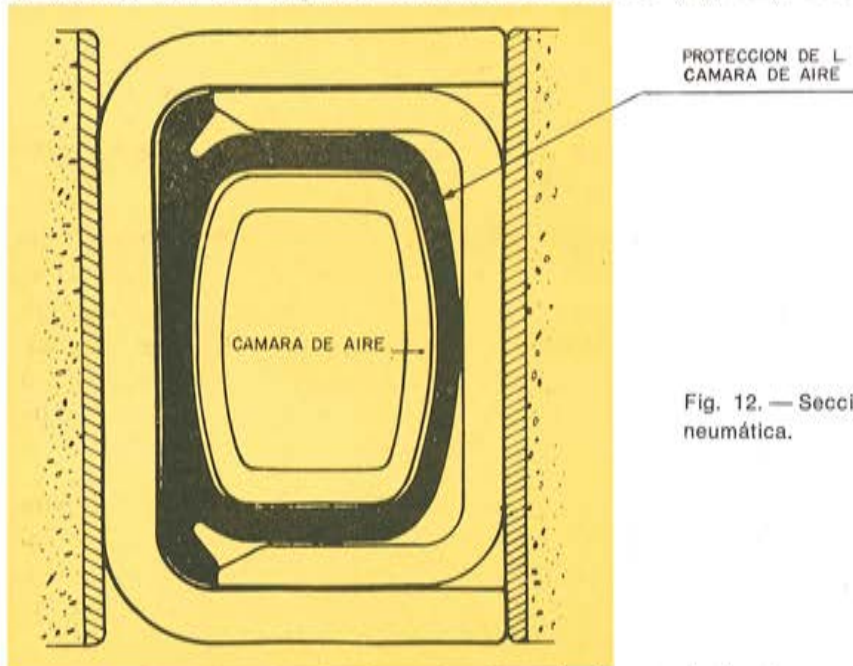 PROTECCION DE L
CAMARA DE AIRE
CAMARA DE AIRE
Fig. 12. — Secci
neumática.